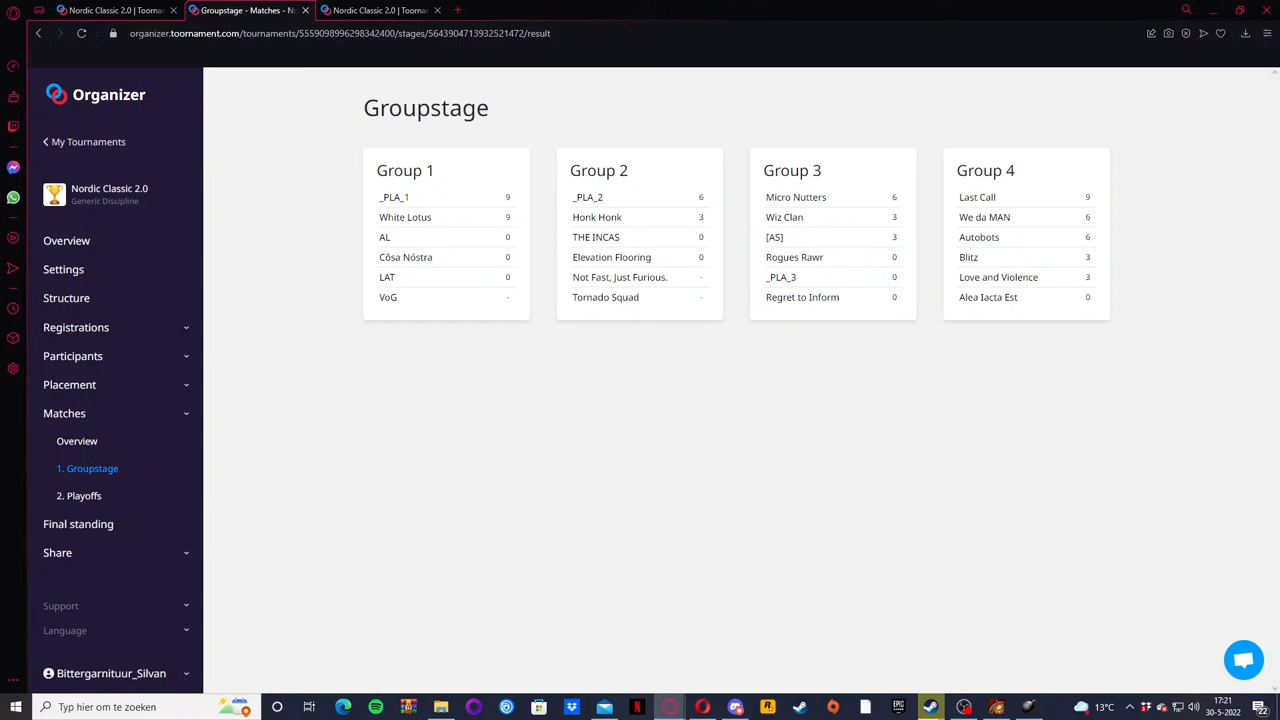 Nordic Classic 2.0 | Toornan
Groupstage - Matches - No
Nordic Classic 2.0 | Toornan
organizer.toornament.com/tournaments/5559098996298342400/stages/5643904713932521472/result
Organizer
My Tournaments
Nordic Classic 2.0
Generic Discipline
Overview
Settings
Structure
Registrations
Participants
Placement
Matches
Overview
1. Groupstage
2. Playoffs
Final standing
Share
Support
Language
Bittergarnituur_Silvan
Groupstage
Group 1
_PLA_1 9
White Lotus 9
AL 0
Côsa Nóstra 0
LAT 0
VoG -
Group 2
_PLA_2 6
Honk Honk 3
THE INCAS 0
Elevation Flooring 0
Not Fast, Just Furious. -
Tornado Squad -
Group 3
Micro Nutters 6
Wiz Clan 3
[AS] 3
Rogues Rawr 0
_PLA_3 0
Regret to Inform 0
Group 4
Last Call 9
We da MAN 6
Autobots 6
Blitz 3
Love and Violence 3
Alea Iacta Est 0
Typ hier om te zoeken
13°C
17:21
30-5-2022
22